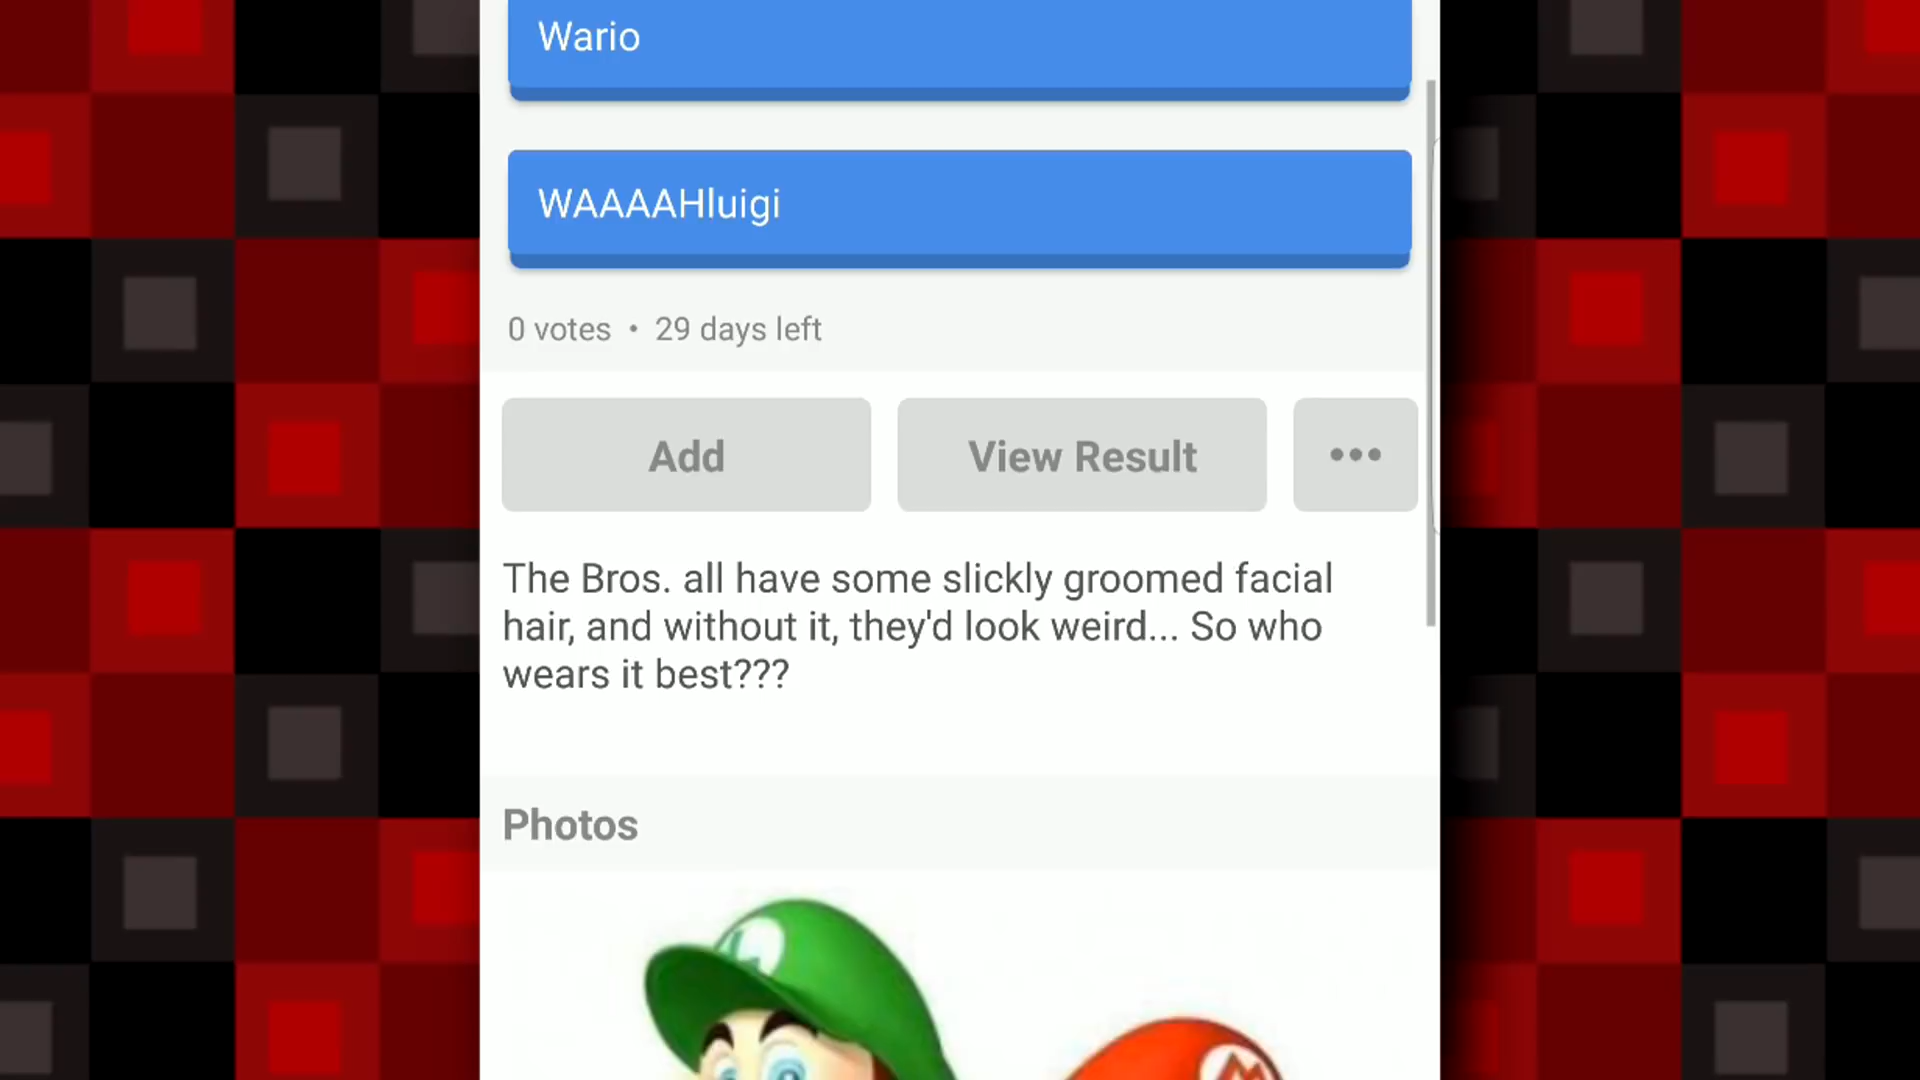 Wario
WAAAAHluigi
0 votes • 29 days left
Add
View Result
•••
The Bros. all have some slickly groomed facial
hair, and without it, they'd look weird... So who
wears it best???
Photos
L
M